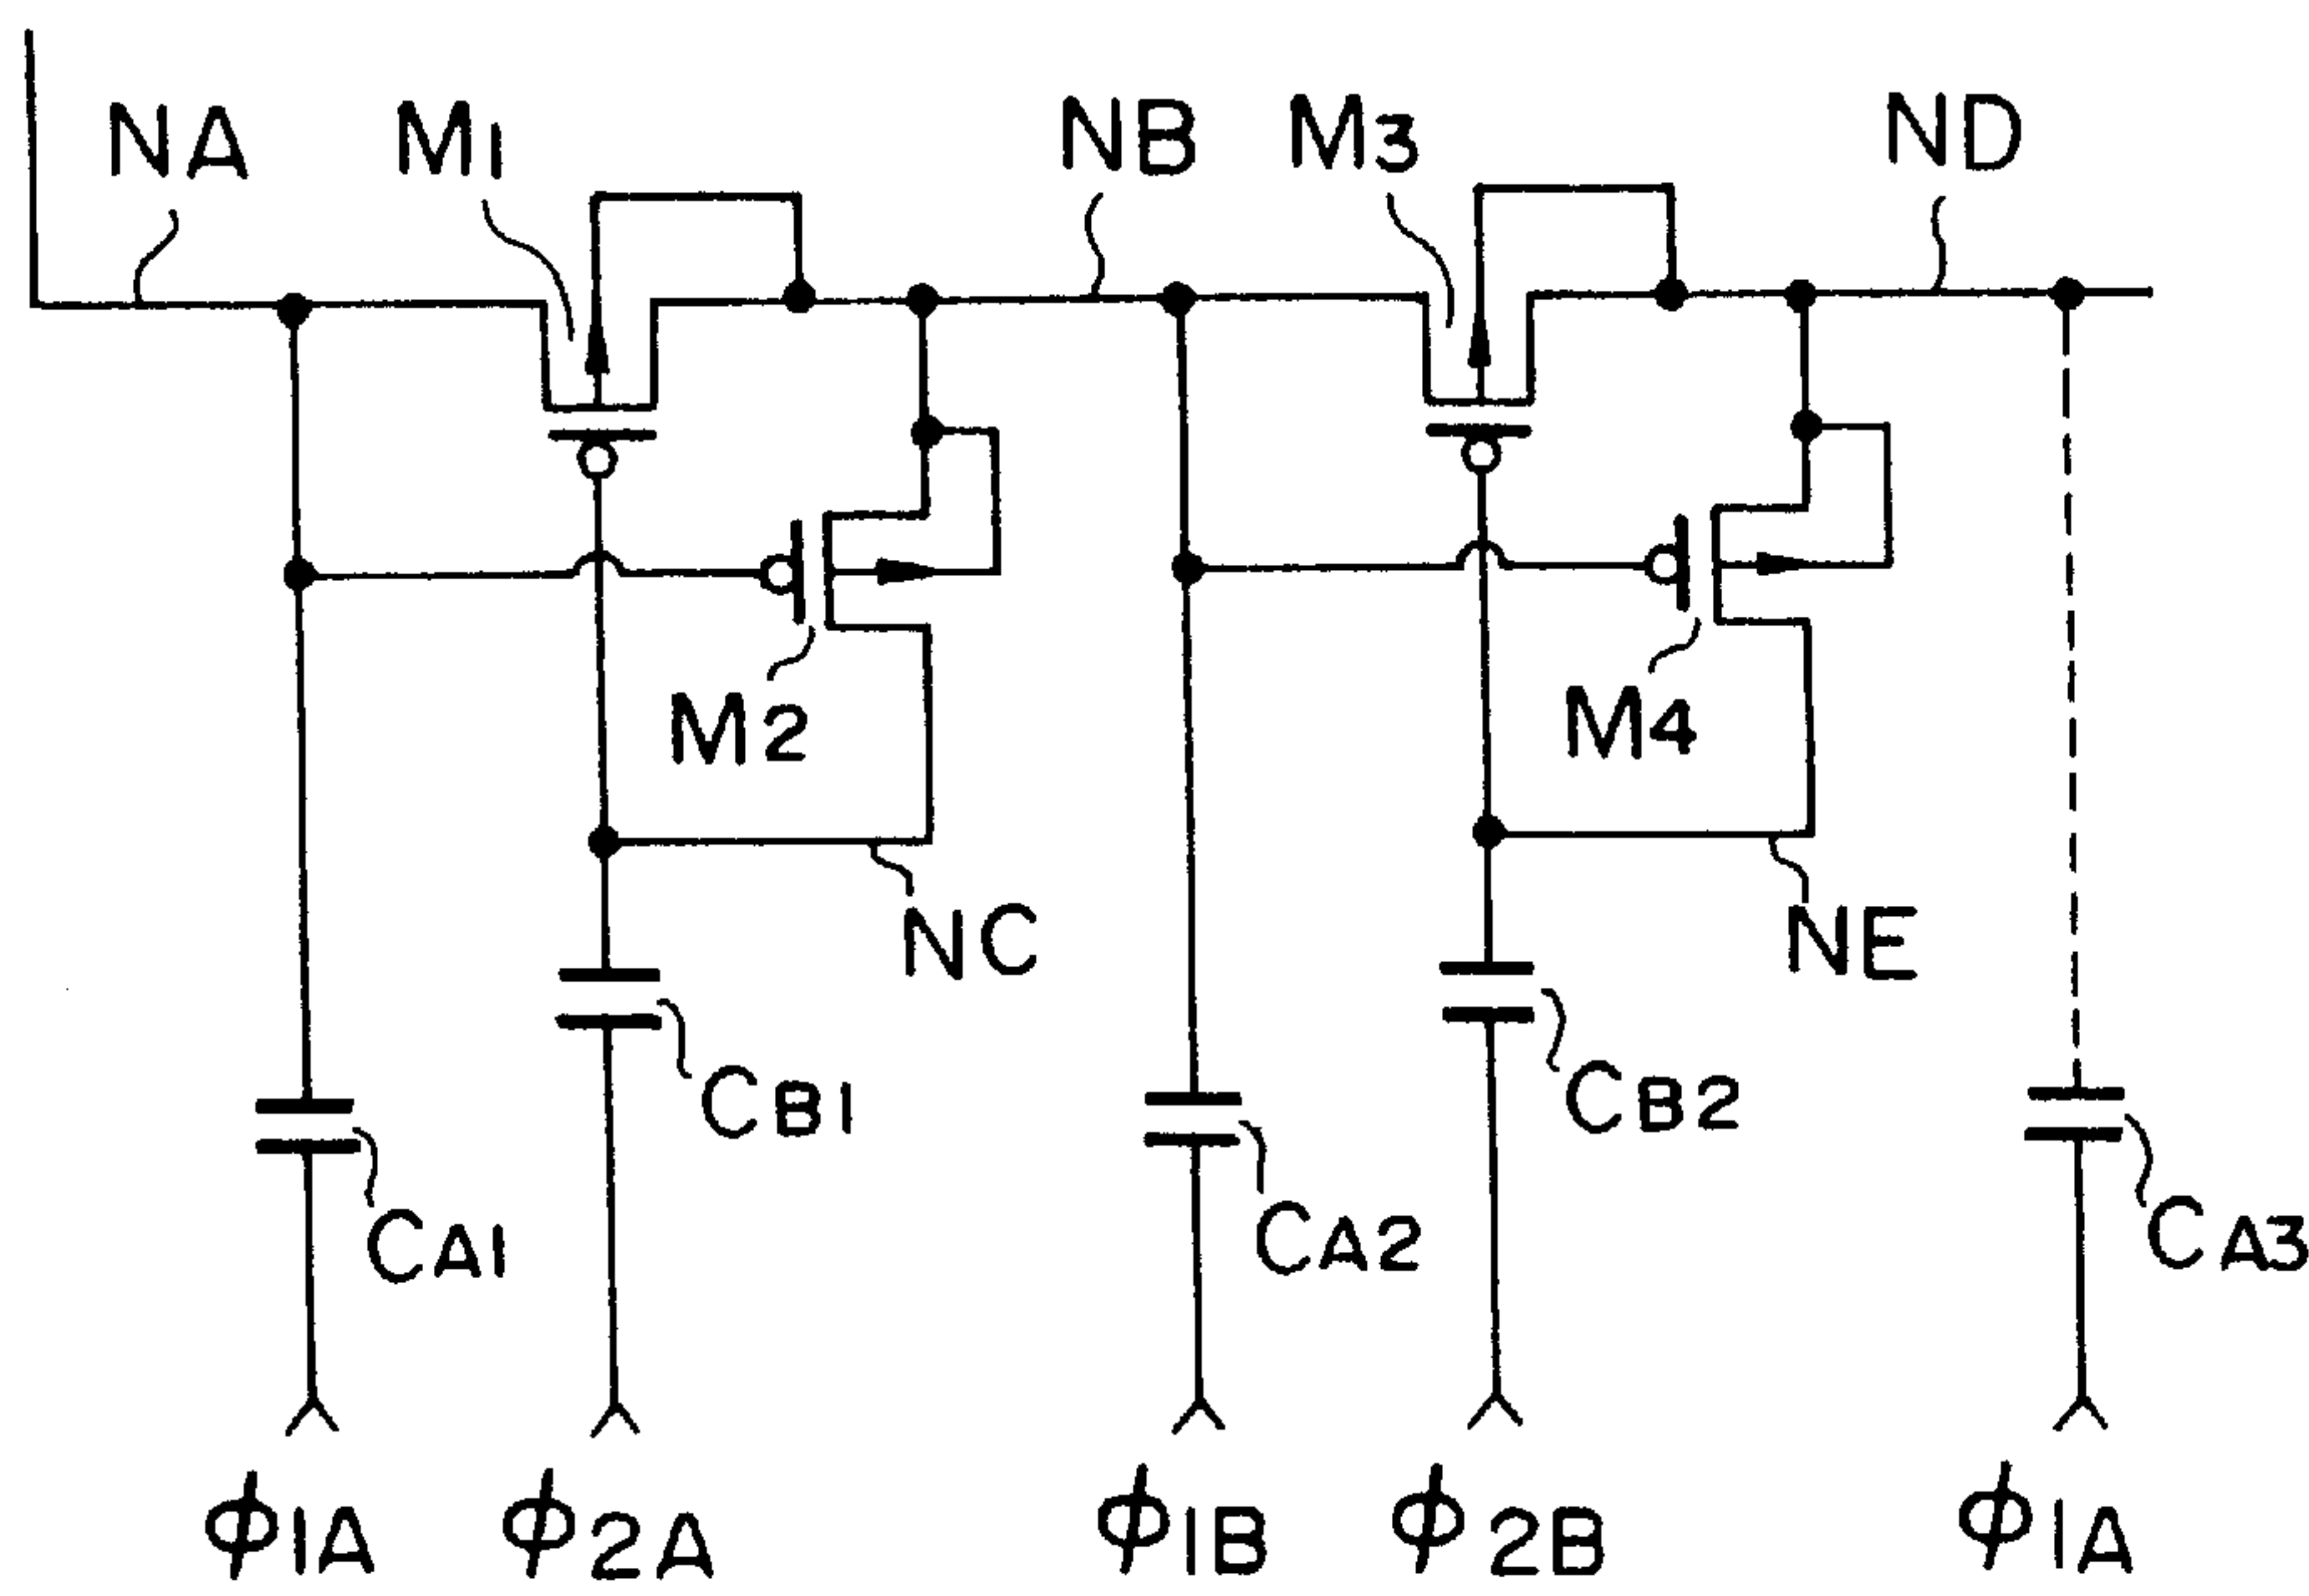 NA M1 NB M3 ND
M2 M4
NC NE
CB1 CB2
CA1 CA2 CA3
ϕ1A ϕ2A ϕ1B ϕ2B ϕ1A